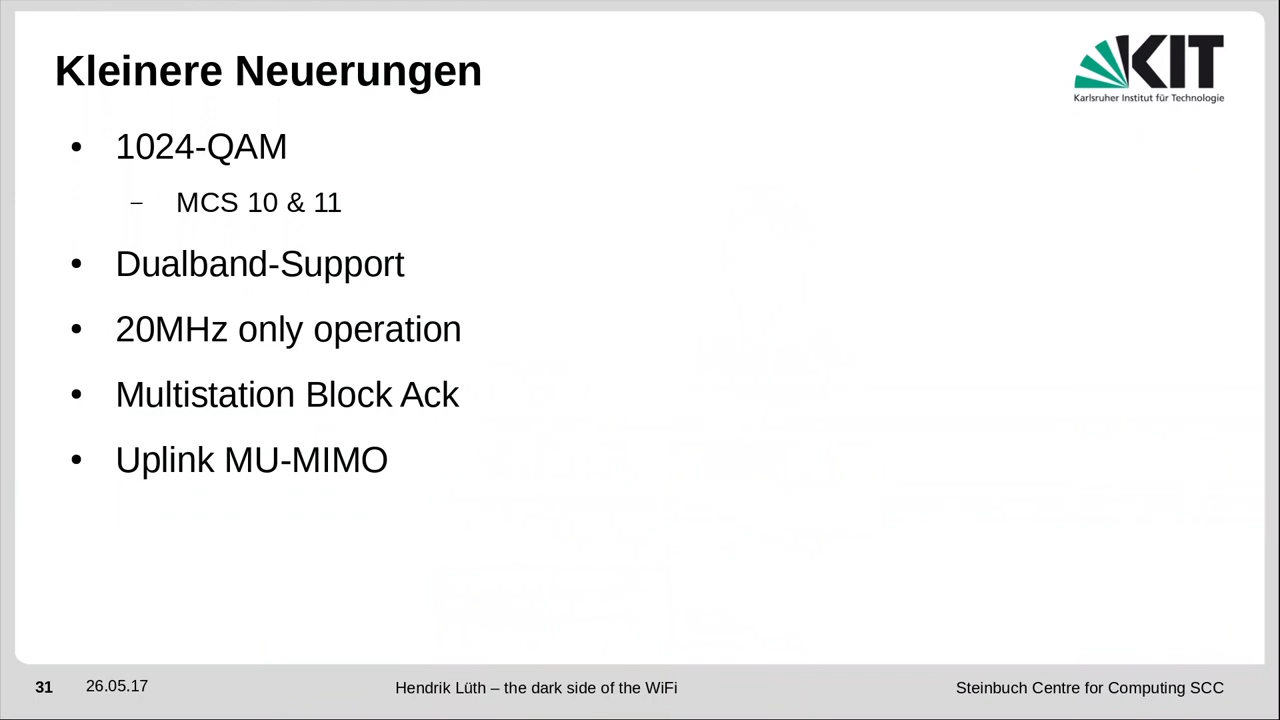 Kleinere Neuerungen
KIT
Karlsruher Institut für Technologie
• 1024-QAM
– MCS 10 & 11
• Dualband-Support
• 20MHz only operation
• Multistation Block Ack
• Uplink MU-MIMO
31 26.05.17 Hendrik Lüth – the dark side of the WiFi Steinbuch Centre for Computing SCC